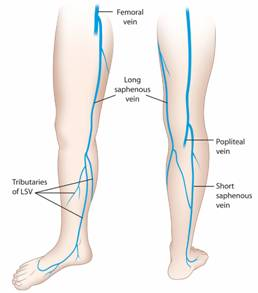 Femoral
vein
Long
saphenous
vein
Popliteal
vein
Tributaries
of LSV
Short
saphenous
vein